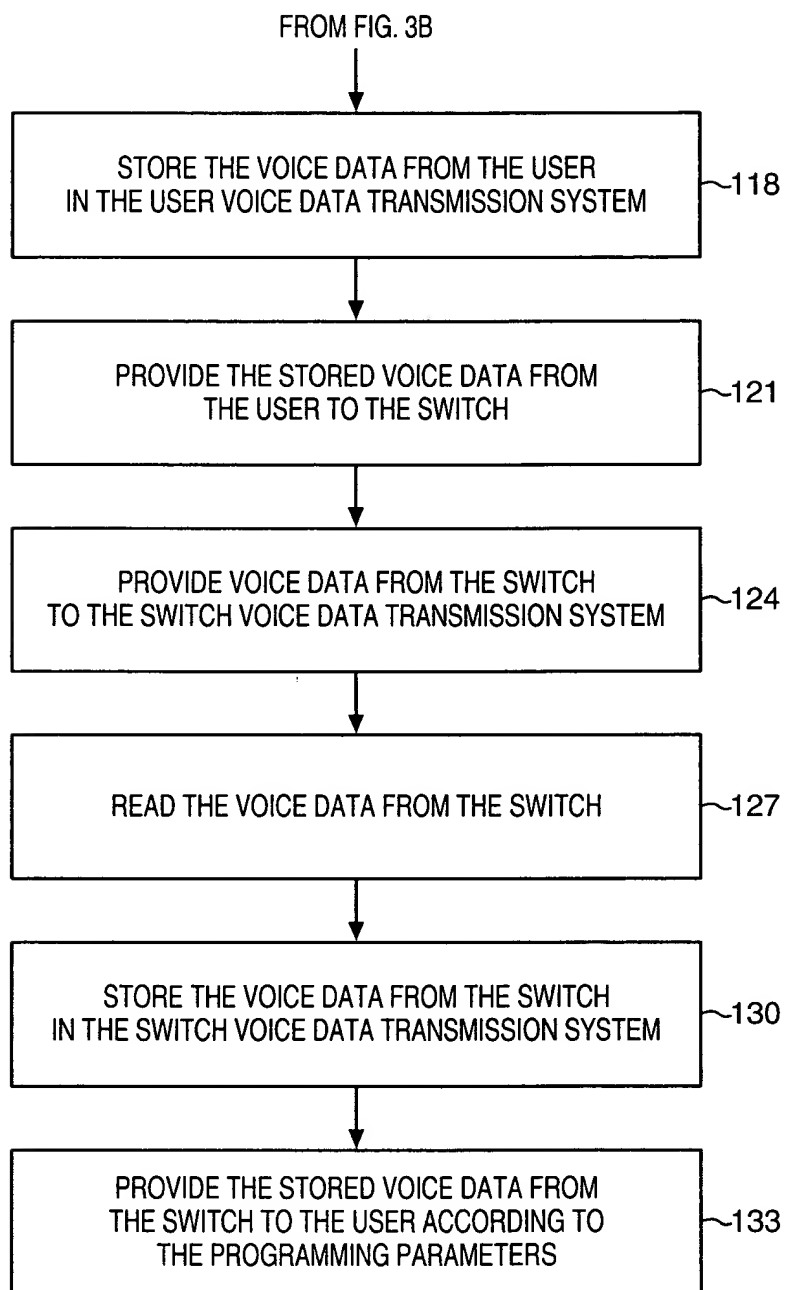 FROM FIG. 3B
STORE THE VOICE DATA FROM THE USER
IN THE USER VOICE DATA TRANSMISSION SYSTEM
118
PROVIDE THE STORED VOICE DATA FROM
THE USER TO THE SWITCH
121
PROVIDE VOICE DATA FROM THE SWITCH
TO THE SWITCH VOICE DATA TRANSMISSION SYSTEM
124
READ THE VOICE DATA FROM THE SWITCH
127
STORE THE VOICE DATA FROM THE SWITCH
IN THE SWITCH VOICE DATA TRANSMISSION SYSTEM
130
PROVIDE THE STORED VOICE DATA FROM
THE SWITCH TO THE USER ACCORDING TO
THE PROGRAMMING PARAMETERS
133